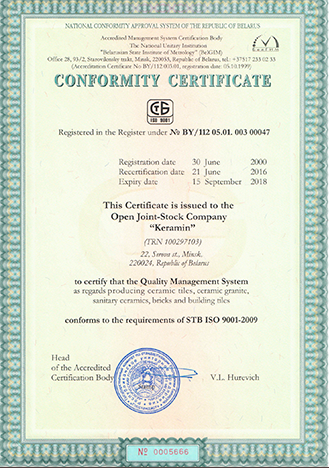 NATIONAL CONFORMITY APPROVAL SYSTEM OF THE REPUBLIC OF BELARUS
Accredited Management System Certification Body
The National Unitary Institution
"Belarusian State Institute of Metrology" (BelGIM)
Office 28, 93/2, Starovilensky trakt, Minsk, 220053, Republic of Belarus, tel.: +37517 233 02 33
(Accreditation Certificate No BY/112 003.01, registration date: 05.10.1999)
CONFORMITY CERTIFICATE
ISO 9001
Registered in the Register under № BY/112 05.01. 003 00047
Registration date 30 June 2000
Recertification date 21 June 2016
Expiry date 15 September 2018
This Certificate is issued to the
Open Joint-Stock Company
"Keramin"
(TRN 100297103)
22, Serova st., Minsk,
220024, Republic of Belarus
to certify that the Quality Management System
as regards producing ceramic tiles, ceramic granite,
sanitary ceramics, bricks and building tiles
conforms to the requirements of STB ISO 9001-2009
Head
of the Accredited
Certification Body V.L. Hurevich
№ 0005666